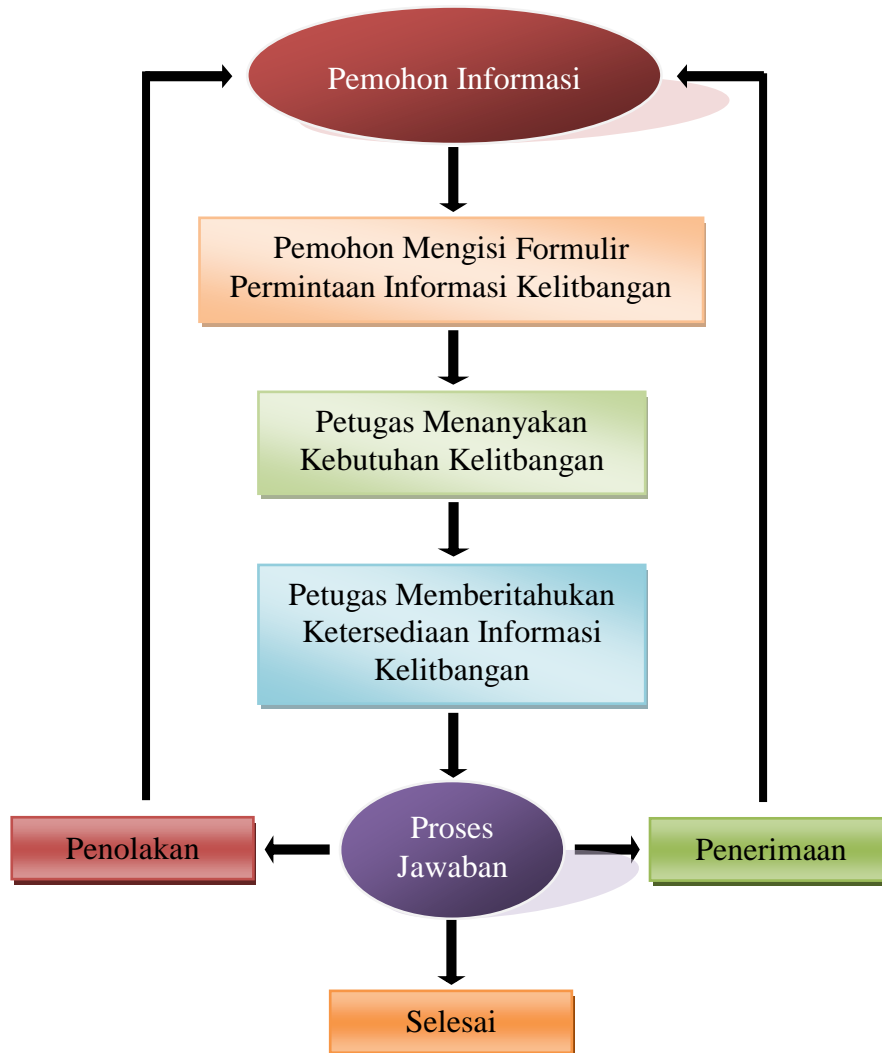 Pemohon Informasi
Pemohon Mengisi Formulir
Permintaan Informasi Kelitbangan
Petugas Menanyakan
Kebutuhan Kelitbangan
Petugas Memberitahukan
Ketersediaan Informasi
Kelitbangan
Penolakan
Proses
Jawaban
Penerimaan
Selesai